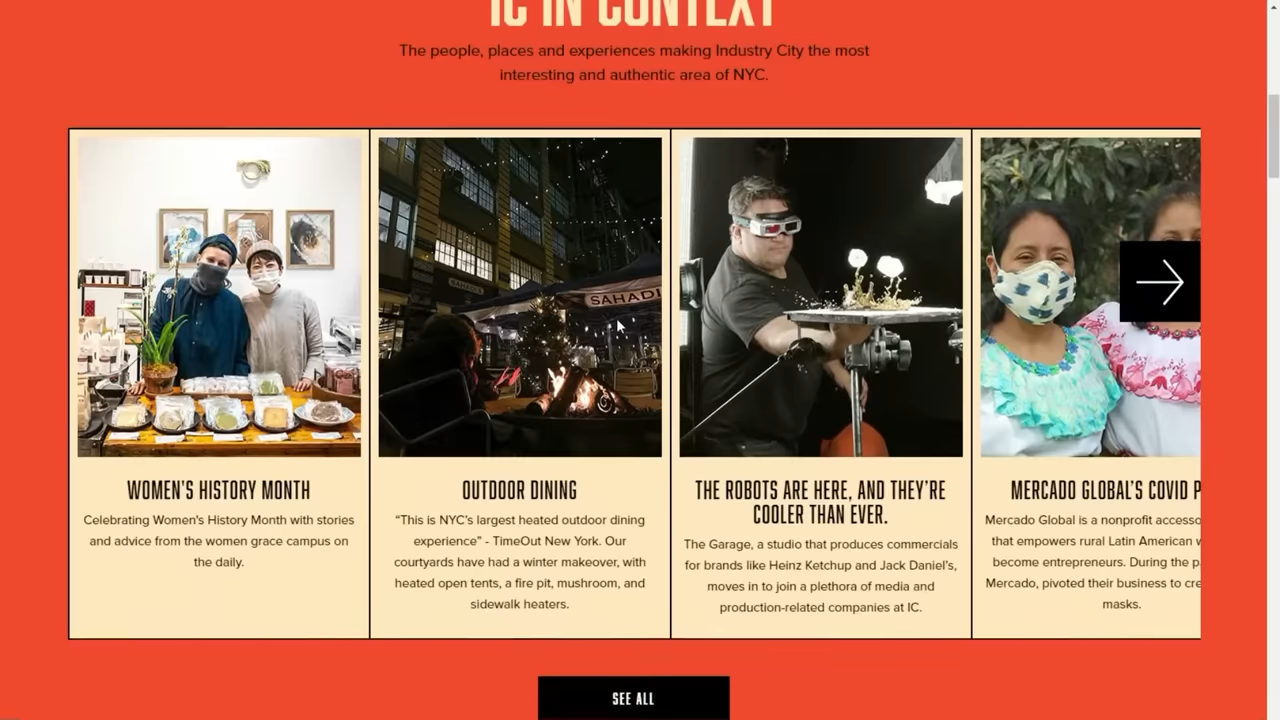 IC IN CONTEXT
The people, places and experiences making Industry City the most
interesting and authentic area of NYC.
SAHADI
WOMEN'S HISTORY MONTH
Celebrating Women's History Month with stories
and advice from the women grace campus on
the daily.
OUTDOOR DINING
“This is NYC’s largest heated outdoor dining
experience” - TimeOut New York. Our
courtyards have had a winter makeover, with
heated open tents, a fire pit, mushroom, and
sidewalk heaters.
THE ROBOTS ARE HERE, AND THEY’RE
COOLER THAN EVER.
The Garage, a studio that produces commercials
for brands like Heinz Ketchup and Jack Daniel’s,
moves in to join a plethora of media and
production-related companies at IC.
MERCADO GLOBAL’S COVID P
Mercado Global is a nonprofit accesso
that empowers rural Latin American w
become entrepreneurs. During the p
Mercado, pivoted their business to cre
masks.
SEE ALL